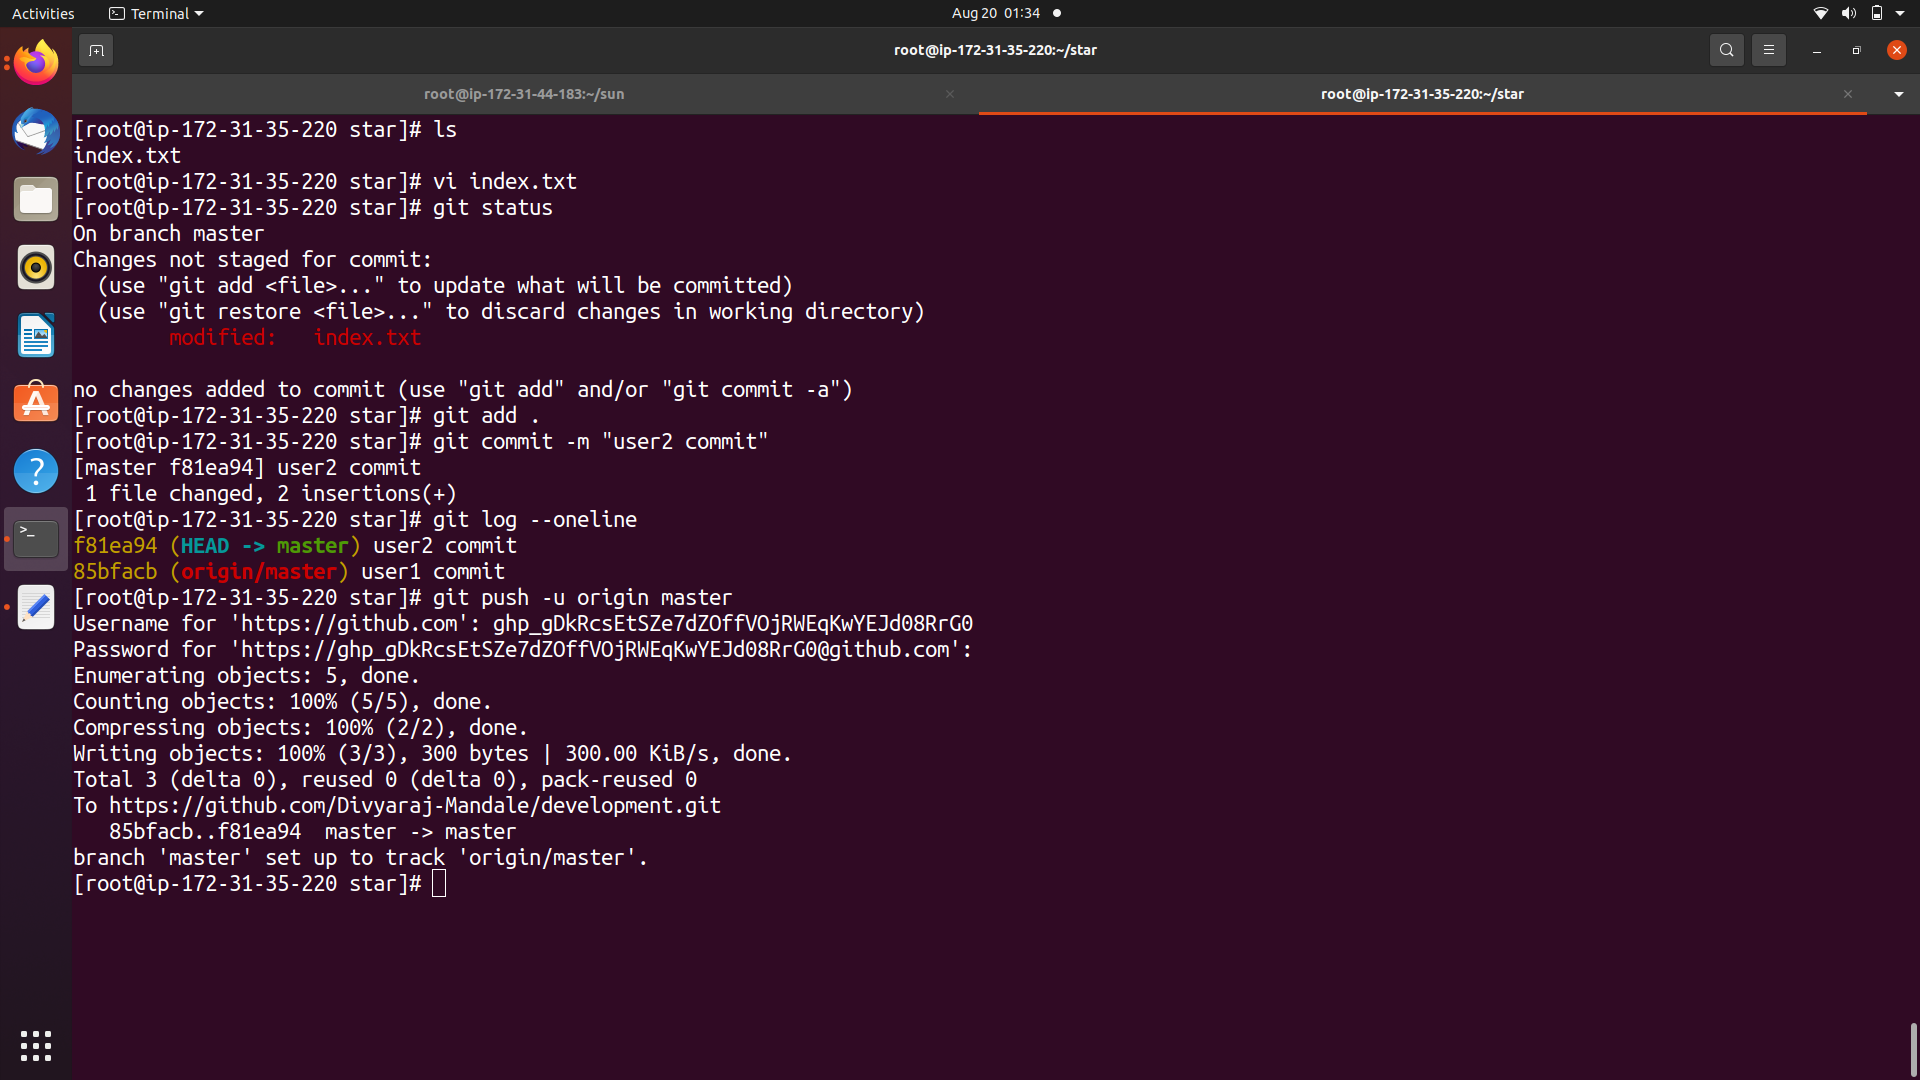 Activities
Terminal
Aug 20 01:34
root@ip-172-31-35-220:~/star
root@ip-172-31-44-183:~/sun
root@ip-172-31-35-220:~/star
[root@ip-172-31-35-220 star]# ls
index.txt
[root@ip-172-31-35-220 star]# vi index.txt
[root@ip-172-31-35-220 star]# git status
On branch master
Changes not staged for commit:
  (use "git add <file>..." to update what will be committed)
  (use "git restore <file>..." to discard changes in working directory)
        modified:   index.txt
no changes added to commit (use "git add" and/or "git commit -a")
[root@ip-172-31-35-220 star]# git add .
[root@ip-172-31-35-220 star]# git commit -m "user2 commit"
[master f81ea94] user2 commit
 1 file changed, 2 insertions(+)
[root@ip-172-31-35-220 star]# git log --oneline
f81ea94 (HEAD -> master) user2 commit
85bfacb (origin/master) user1 commit
[root@ip-172-31-35-220 star]# git push -u origin master
Username for 'https://github.com': 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
Password for 'https://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@github.com':
Enumerating objects: 5, done.
Counting objects: 100% (5/5), done.
Compressing objects: 100% (2/2), done.
Writing objects: 100% (3/3), 300 bytes | 300.00 KiB/s, done.
Total 3 (delta 0), reused 0 (delta 0), pack-reused 0
To https://github.com/Divyaraj-Mandale/development.git
   85bfacb..f81ea94  master -> master
branch 'master' set up to track 'origin/master'.
[root@ip-172-31-35-220 star]#